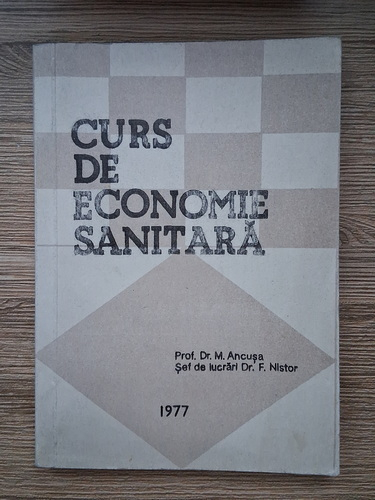 CURS
DE
ECONOMIE
SANITARĂ
Prof. Dr. M. Ancușa
Șef de lucrări Dr. F. Nistor
1977